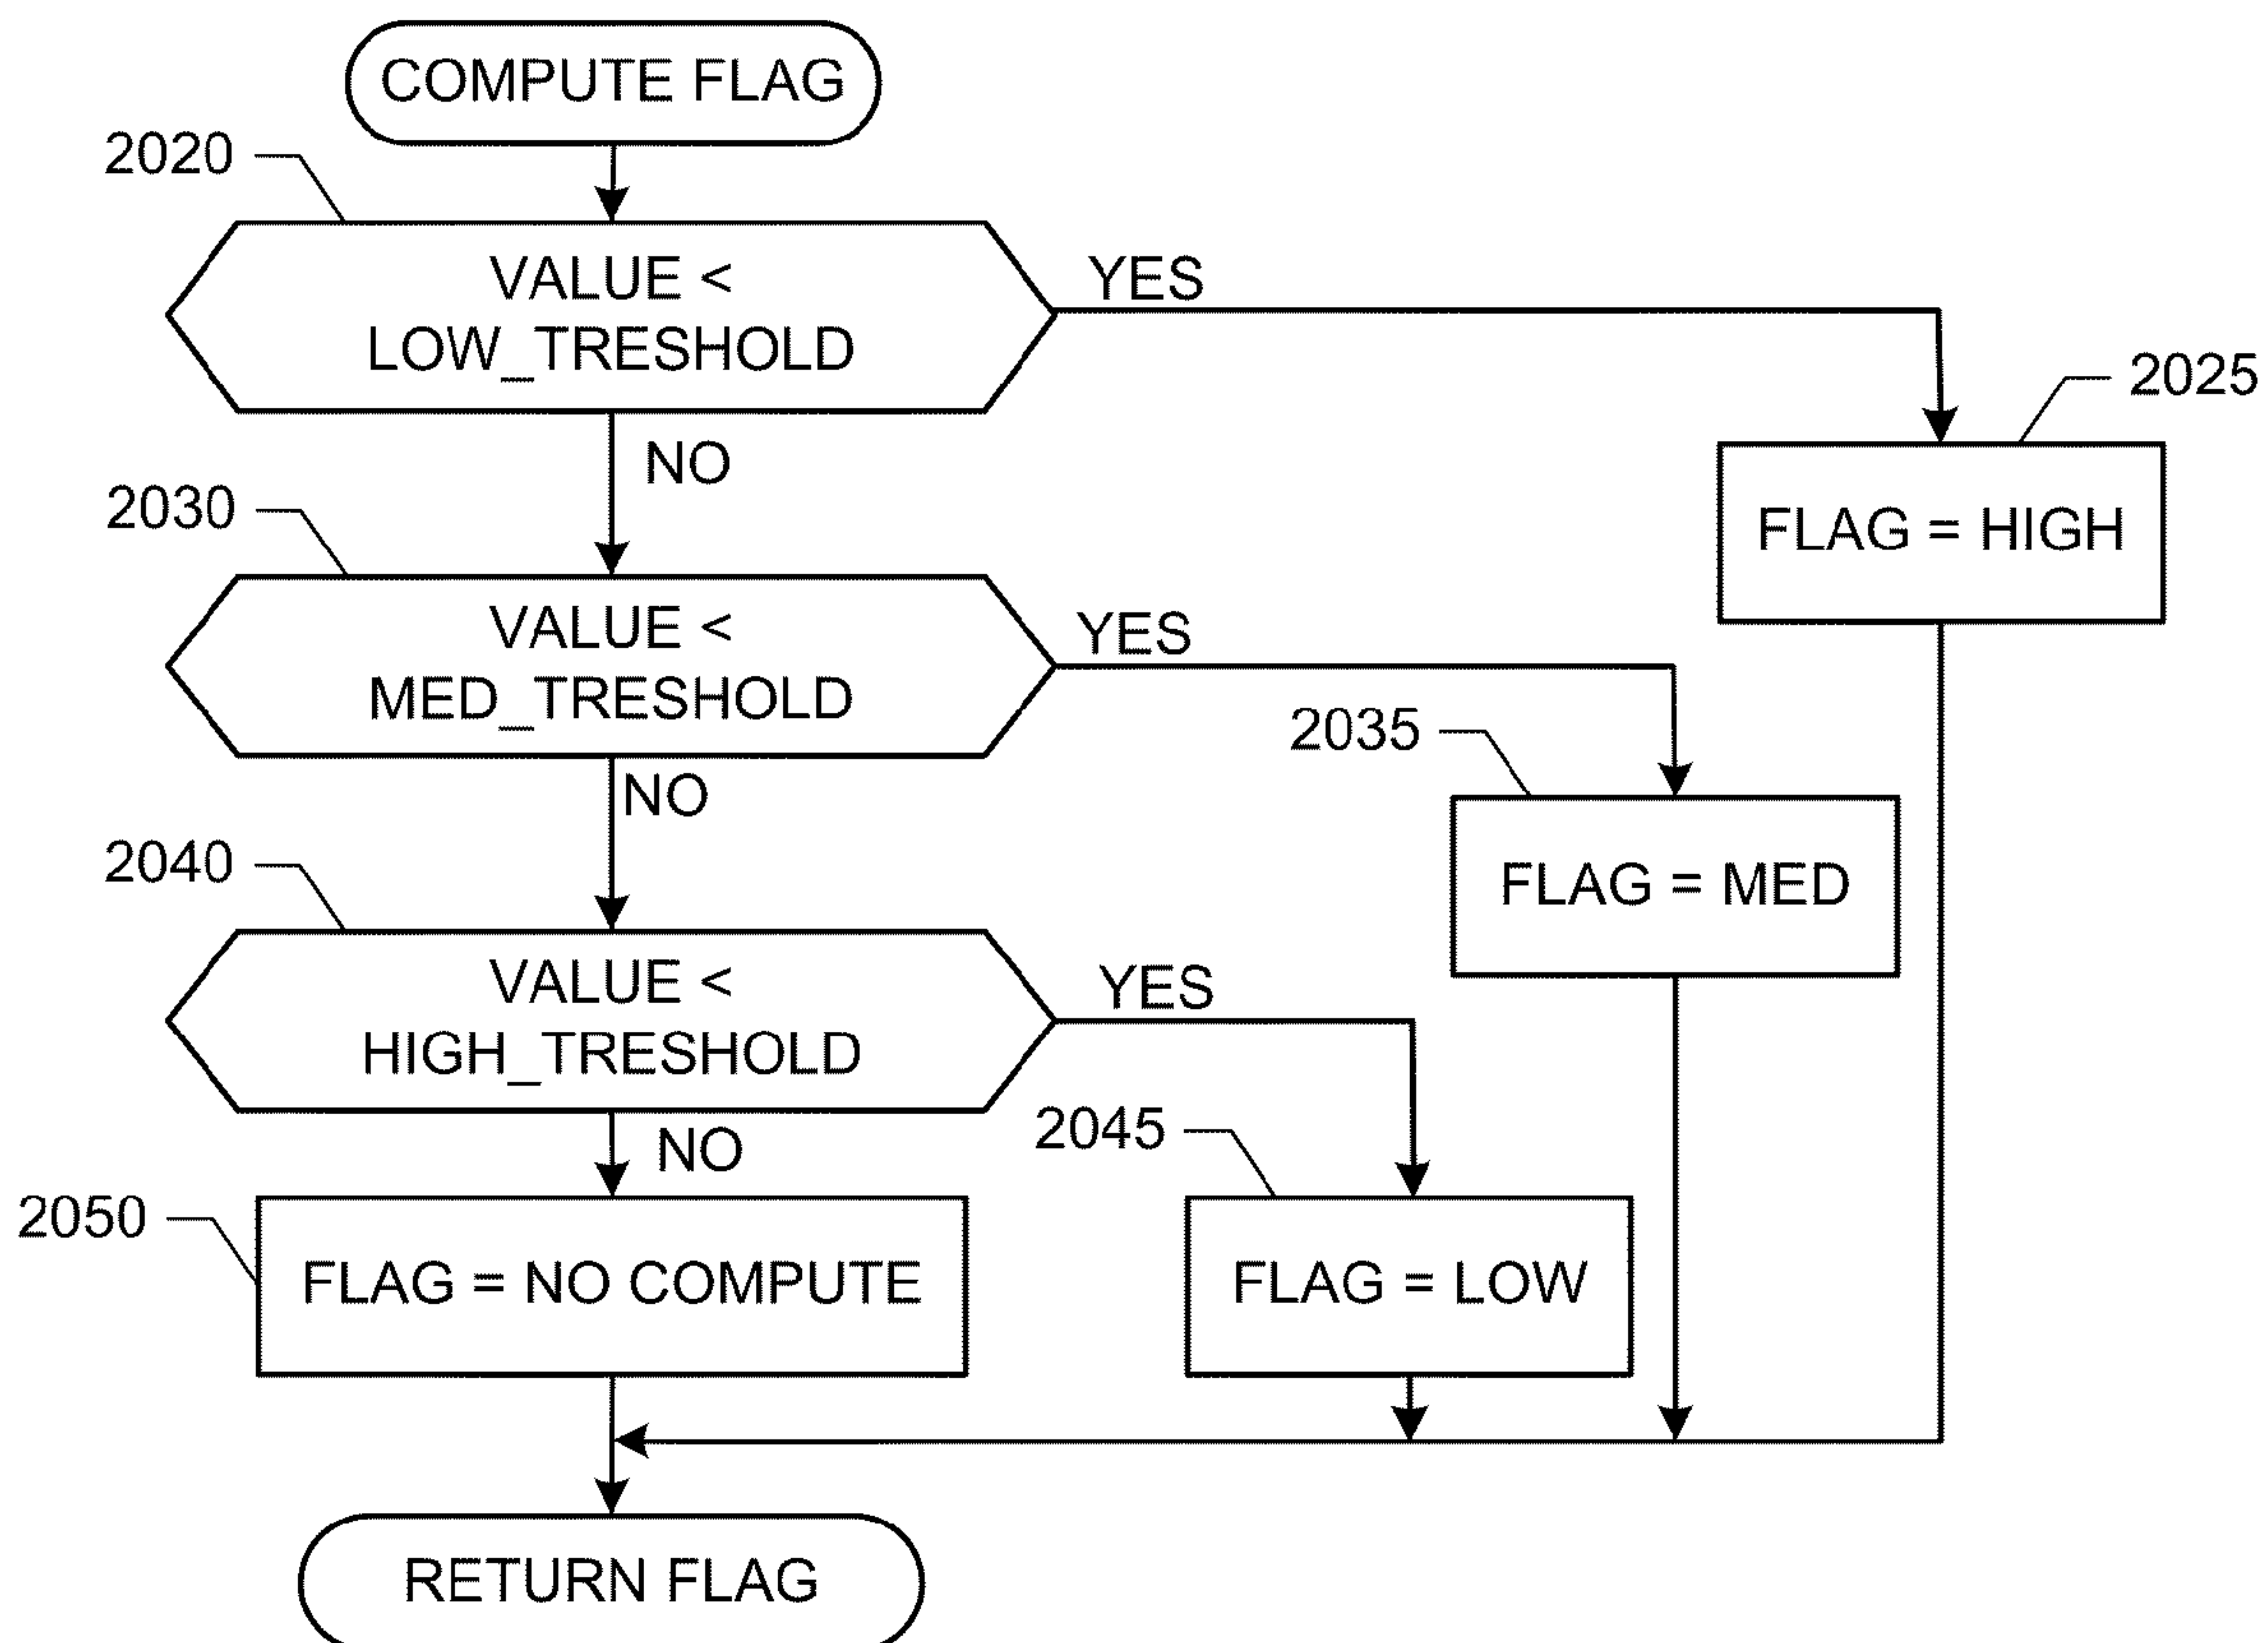 COMPUTE FLAG
2020
VALUE <
LOW_TRESHOLD
YES
2025
FLAG = HIGH
NO
2030
VALUE <
MED_TRESHOLD
YES
2035
FLAG = MED
NO
2040
VALUE <
HIGH_TRESHOLD
YES
2045
FLAG = LOW
NO
2050
FLAG = NO COMPUTE
RETURN FLAG